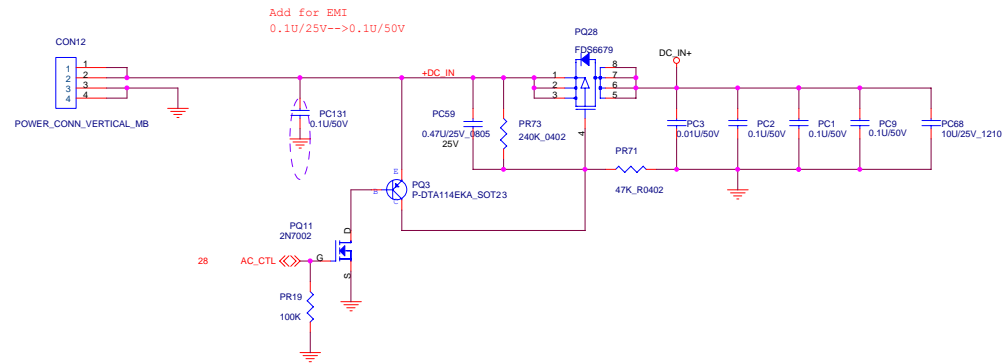 Add for EMI
0.1U/25V-->0.1U/50V
CON12
1
2
3
4
1
2
3
4
POWER_CONN_VERTICAL_MB
PC131
0.1U/50V
+DC_IN
PC59
0.47U/25V_0805
25V
PR73
240K_0402
PQ28
FDS6679
1
2
3
8
7
6
5
4
DC_IN+
PR71
47K_R0402
PC3
0.01U/50V
PC2
0.1U/50V
PC1
0.1U/50V
PC9
0.1U/50V
PC68
10U/25V_1210
E
B
C
PQ3
P-DTA114EKA_SOT23
PQ11
2N7002
D
G
S
28
AC_CTL
PR19
100K